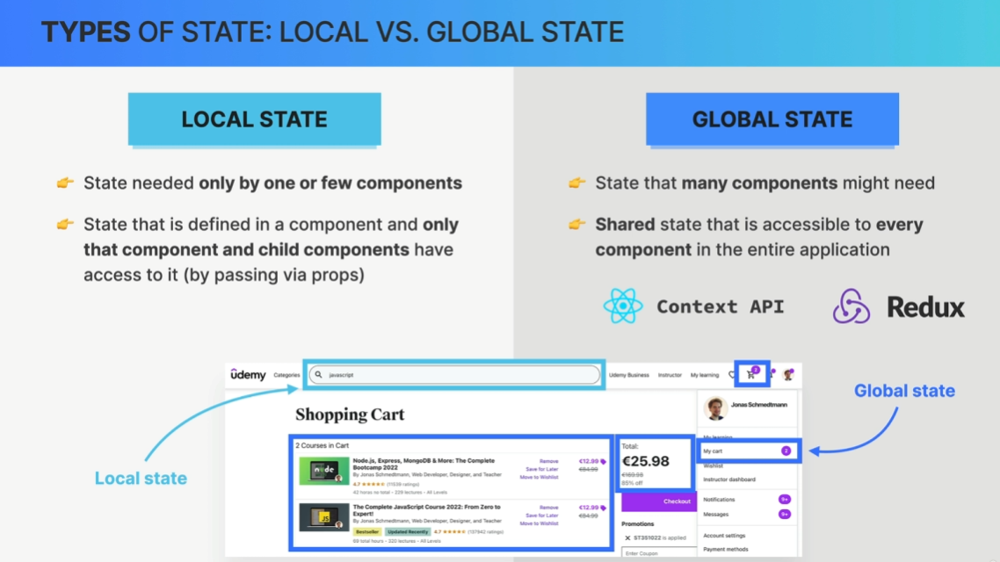 TYPES OF STATE: LOCAL VS. GLOBAL STATE
LOCAL STATE
👉 State needed only by one or few components
👉 State that is defined in a component and only
that component and child components have
access to it (by passing via props)
GLOBAL STATE
👉 State that many components might need
👉 Shared state that is accessible to every
component in the entire application
Context API
Redux
Local state
Global state
ûdemy Categories javascript Udemy Business Instructor My learning 2
Shopping Cart
2 Courses in Cart
Node.js, Express, MongoDB & More: The Complete
Bootcamp 2022
By Jonas Schmedtmann, Web Developer, Designer, and Teacher
4.7 (11539 ratings)
42 hours no total • 229 lectures • All Levels
Remove
Save for Later
Move to Wishlist
€12.99
€84.99
node
The Complete JavaScript Course 2022: From Zero to
Expert!
By Jonas Schmedtmann, Web Developer, Designer, and Teacher
Bestseller Updated Recently 4.7 (137942 ratings)
69 total hours • 320 lectures • All Levels
Remove
Save for Later
Move to Wishlist
€12.99
€84.99
JS
Total:
€25.98
€169.98
85% off
Checkout
Promotions
✕ ST351022 is applied
Enter Coupon
Jonas Schmedtmann
My learning
My cart 2
Wishlist
Instructor dashboard
Notifications 9+
Messages 9+
Account settings
Payment methods